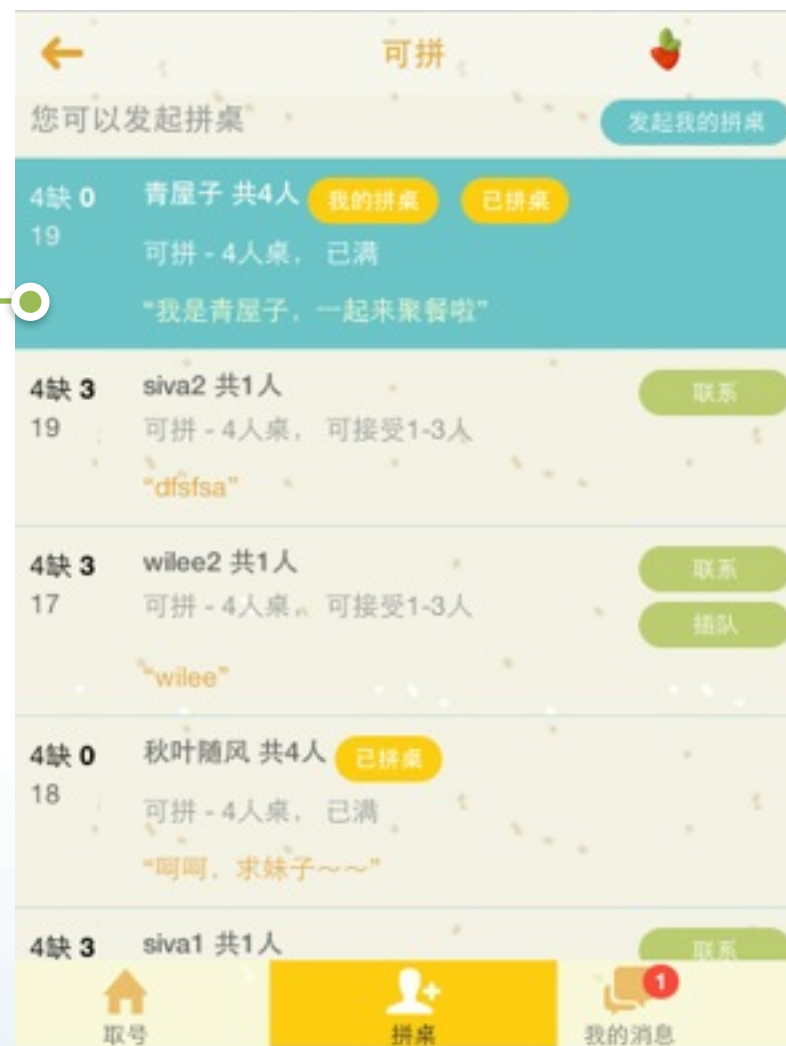 可拼
您可以发起拼桌
发起我的拼桌
4缺 0
青屋子 共4人
我的拼桌
已拼桌
19
可拼 - 4人桌， 已满
“我是青屋子，一起来聚餐啦”
4缺 3
siva2 共1人
联系
19
可拼 - 4人桌， 可接受1-3人
“dfsfsa”
4缺 3
wilee2 共1人
联系
17
可拼 - 4人桌， 可接受1-3人
插队
“wilee”
4缺 0
秋叶随风 共4人
已拼桌
18
可拼 - 4人桌， 已满
“呵呵，求妹子～～”
4缺 3
siva1 共1人
联系
1
取号
拼桌
我的消息